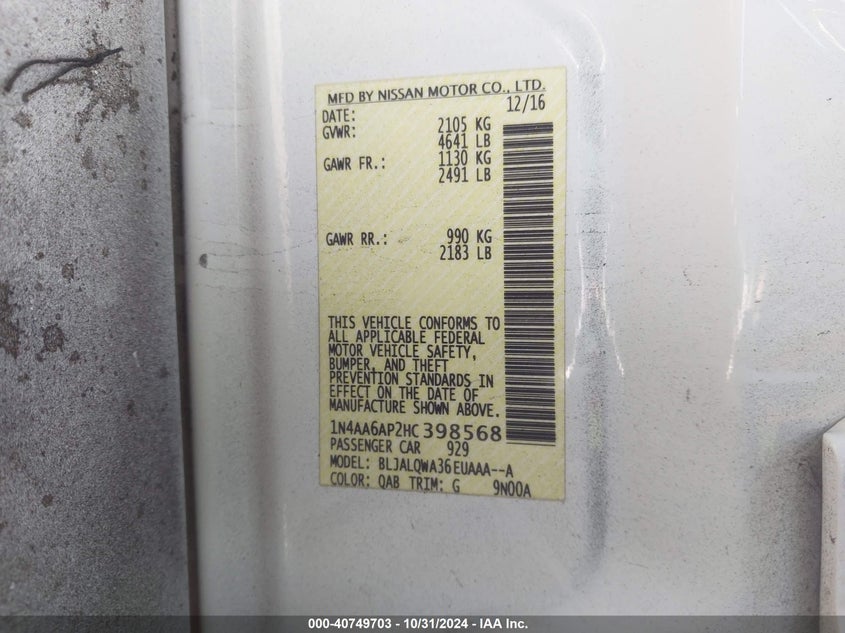 MFD BY NISSAN MOTOR CO., LTD.
DATE: 12/16
GVWR: 2105 KG
4641 LB
GAWR FR.: 1130 KG
2491 LB
GAWR RR.: 990 KG
2183 LB
THIS VEHICLE CONFORMS TO
ALL APPLICABLE FEDERAL
MOTOR VEHICLE SAFETY,
BUMPER, AND THEFT
PREVENTION STANDARDS IN
EFFECT ON THE DATE OF
MANUFACTURE SHOWN ABOVE.
1N4AA6AP2HC398568
PASSENGER CAR 929
MODEL: BLJALQWA36EUAAA--A
COLOR: QAB TRIM: G 9N00A
000-40749703 - 10/31/2024 - IAA Inc.